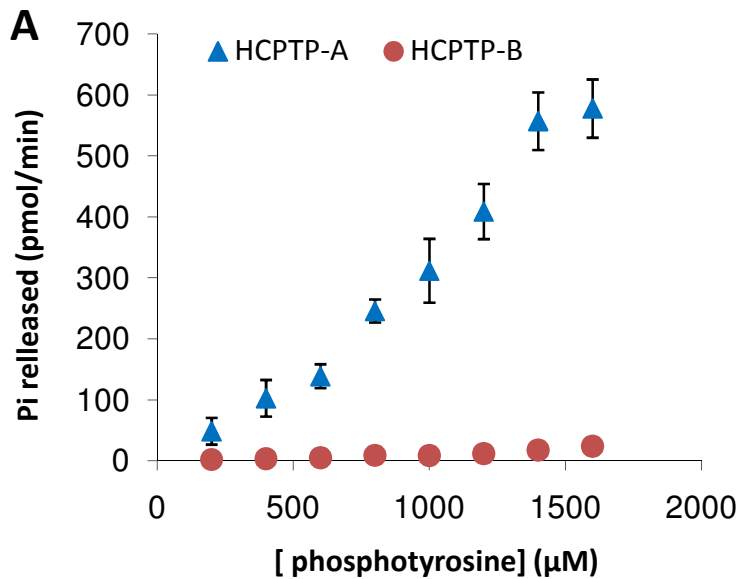 A
HCPTP-A HCPTP-B
Pi relleased (pmol/min)
700
600
500
400
300
200
100
0
0 500 1000 1500 2000
[ phosphotyrosine] (µM)